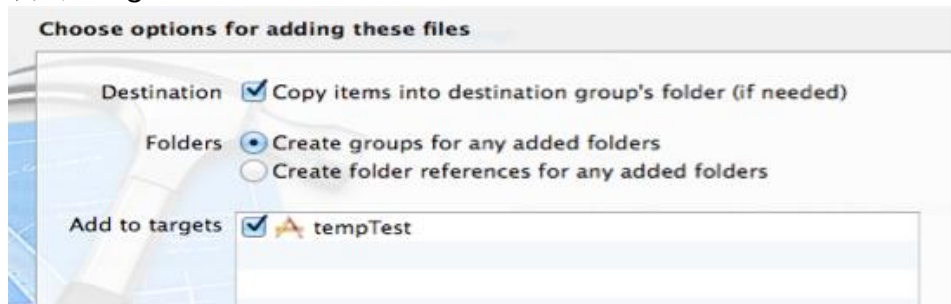 Choose options for adding these files
Destination Copy items into destination group's folder (if needed)
Folders Create groups for any added folders
Create folder references for any added folders
Add to targets tempTest